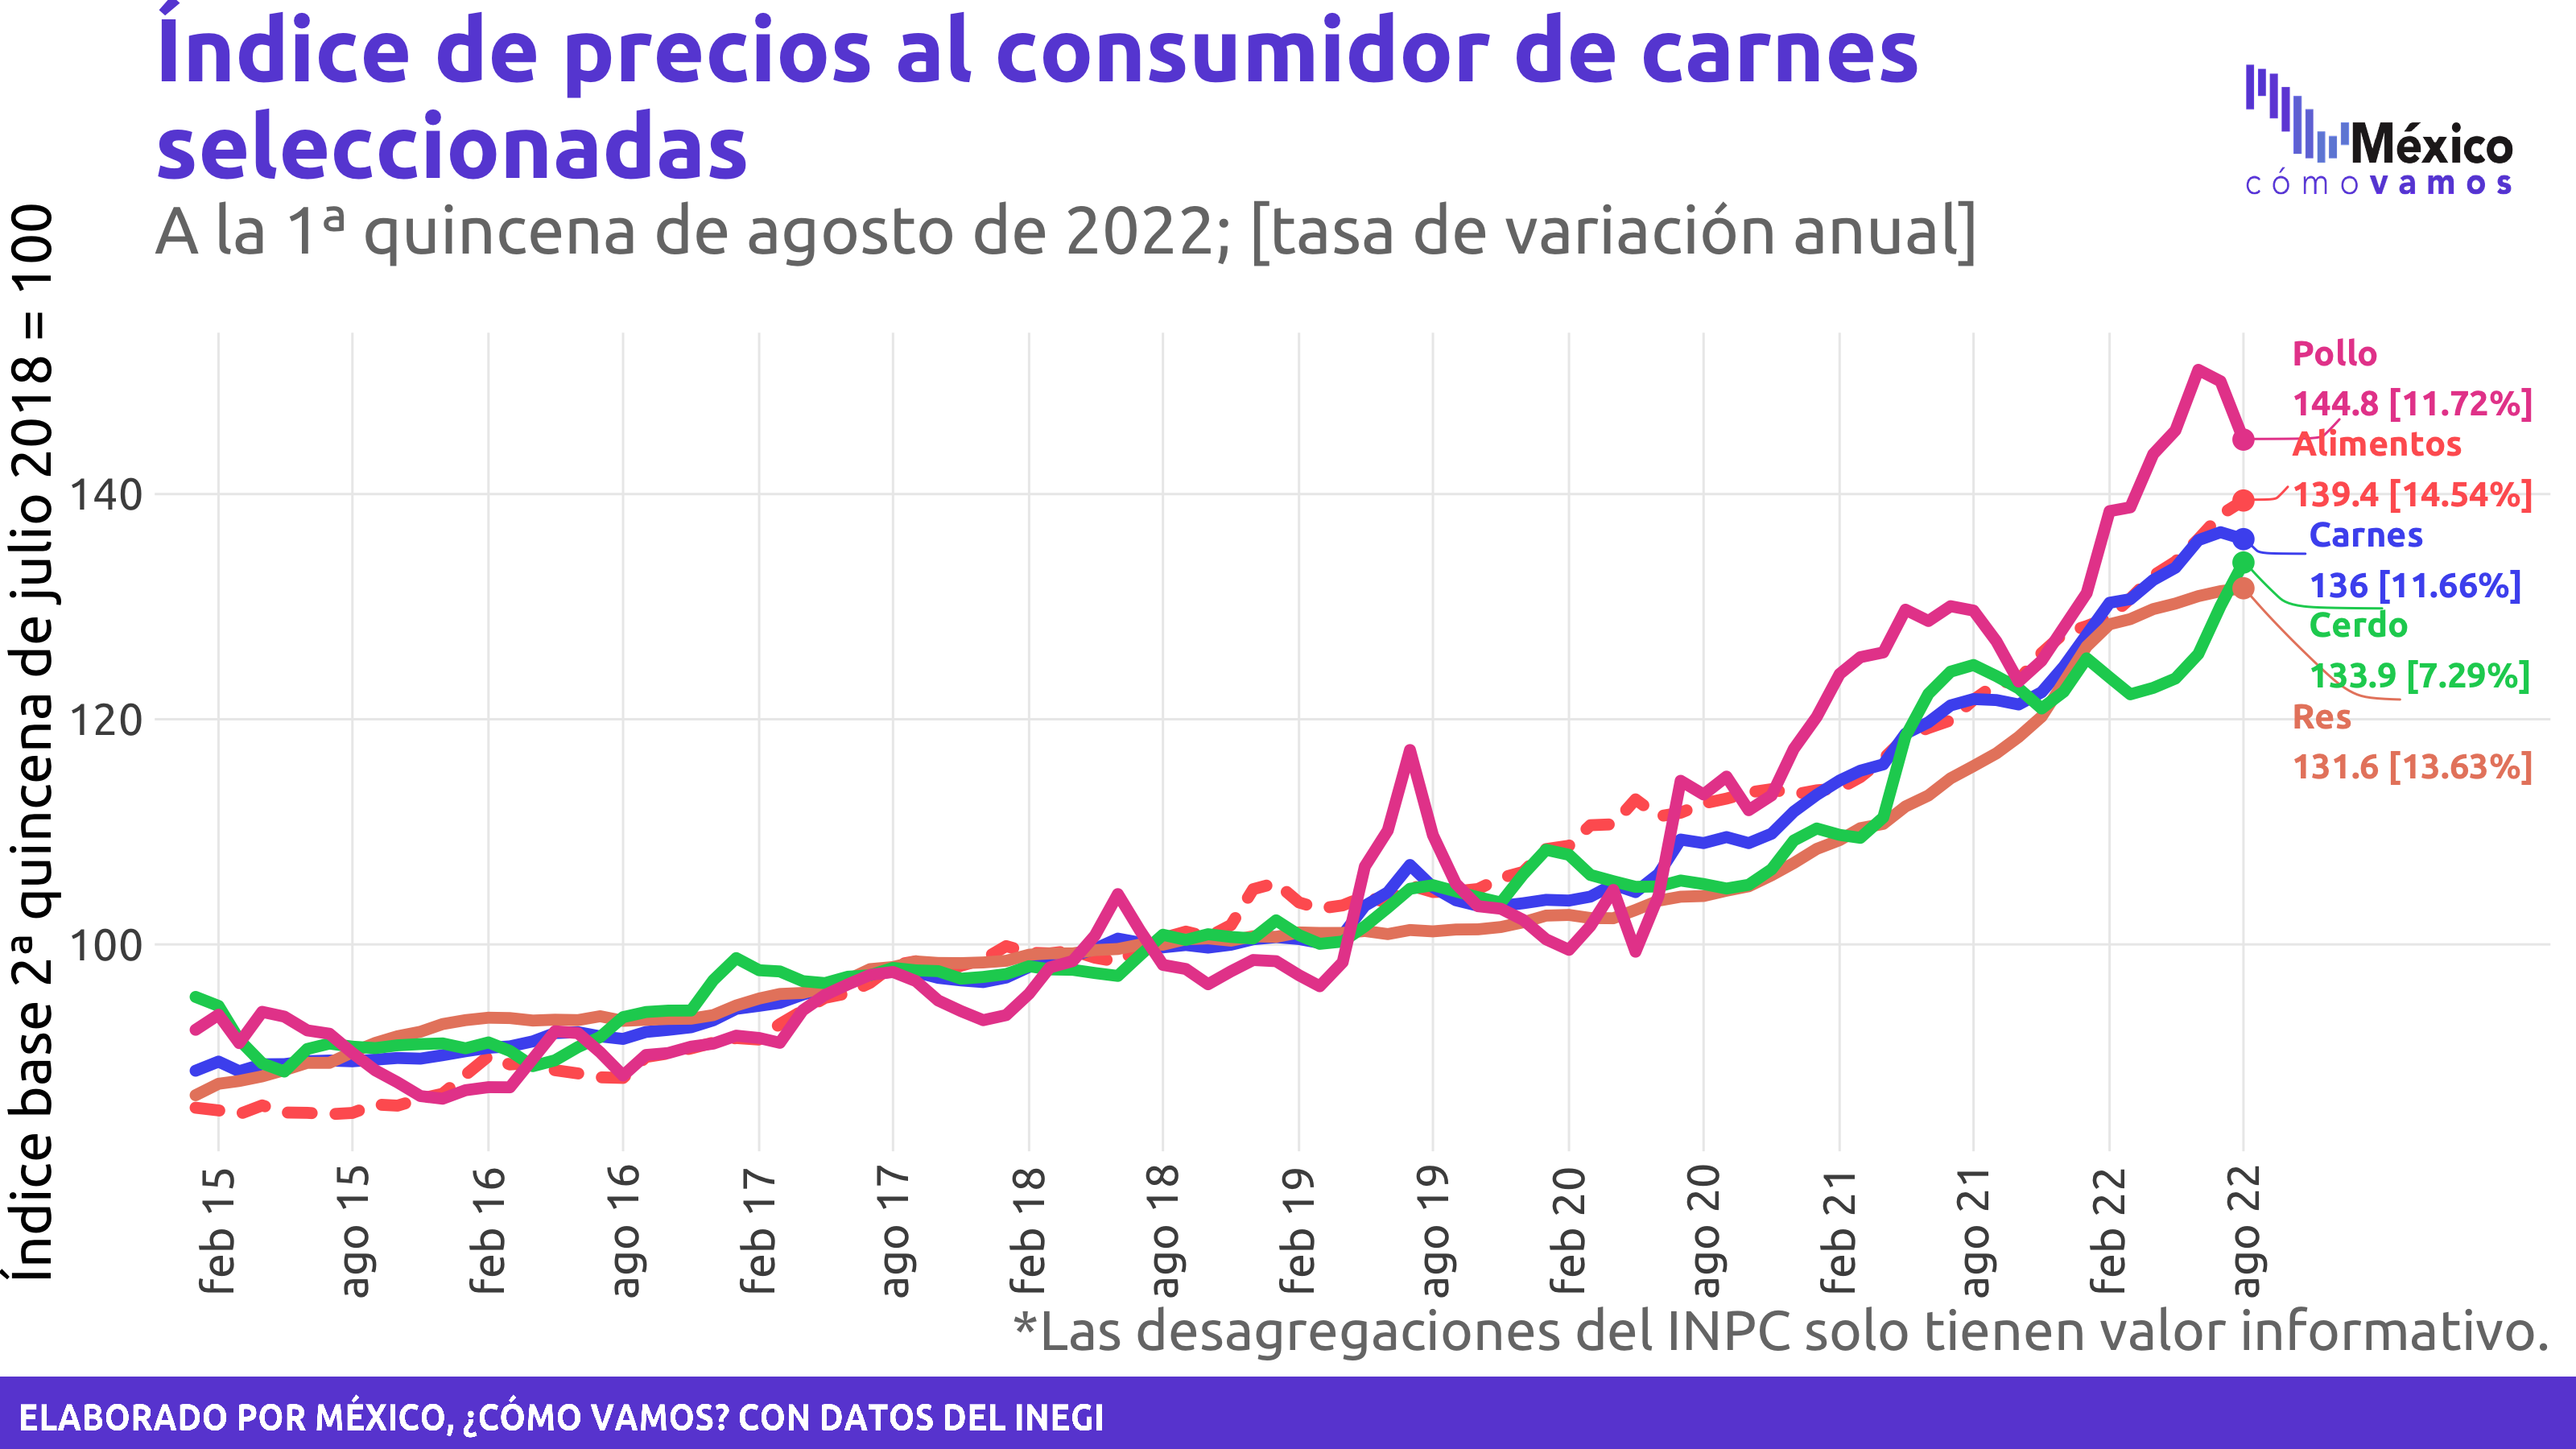 Índice de precios al consumidor de carnes
seleccionadas
México
cómo vamos
A la 1ª quincena de agosto de 2022; [tasa de variación anual]
Índice base 2ª quincena de julio 2018 = 100
140
120
100
Pollo
144.8 [11.72%]
Alimentos
139.4 [14.54%]
Carnes
136 [11.66%]
Cerdo
133.9 [7.29%]
Res
131.6 [13.63%]
feb 15
ago 15
feb 16
ago 16
feb 17
ago 17
feb 18
ago 18
feb 19
ago 19
feb 20
ago 20
feb 21
ago 21
feb 22
ago 22
*Las desagregaciones del INPC solo tienen valor informativo.
ELABORADO POR MÉXICO, ¿CÓMO VAMOS? CON DATOS DEL INEGI